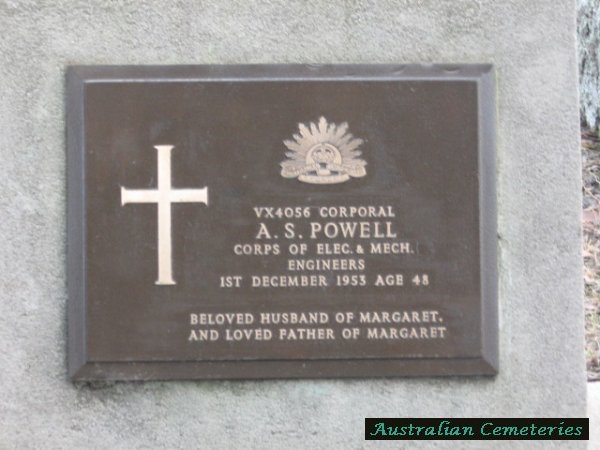 VX4056 CORPORAL
A. S. POWELL
CORPS OF ELEC. & MECH.
ENGINEERS
1ST DECEMBER 1953 AGE 48
BELOVED HUSBAND OF MARGARET,
AND LOVED FATHER OF MARGARET
Australian Cemeteries